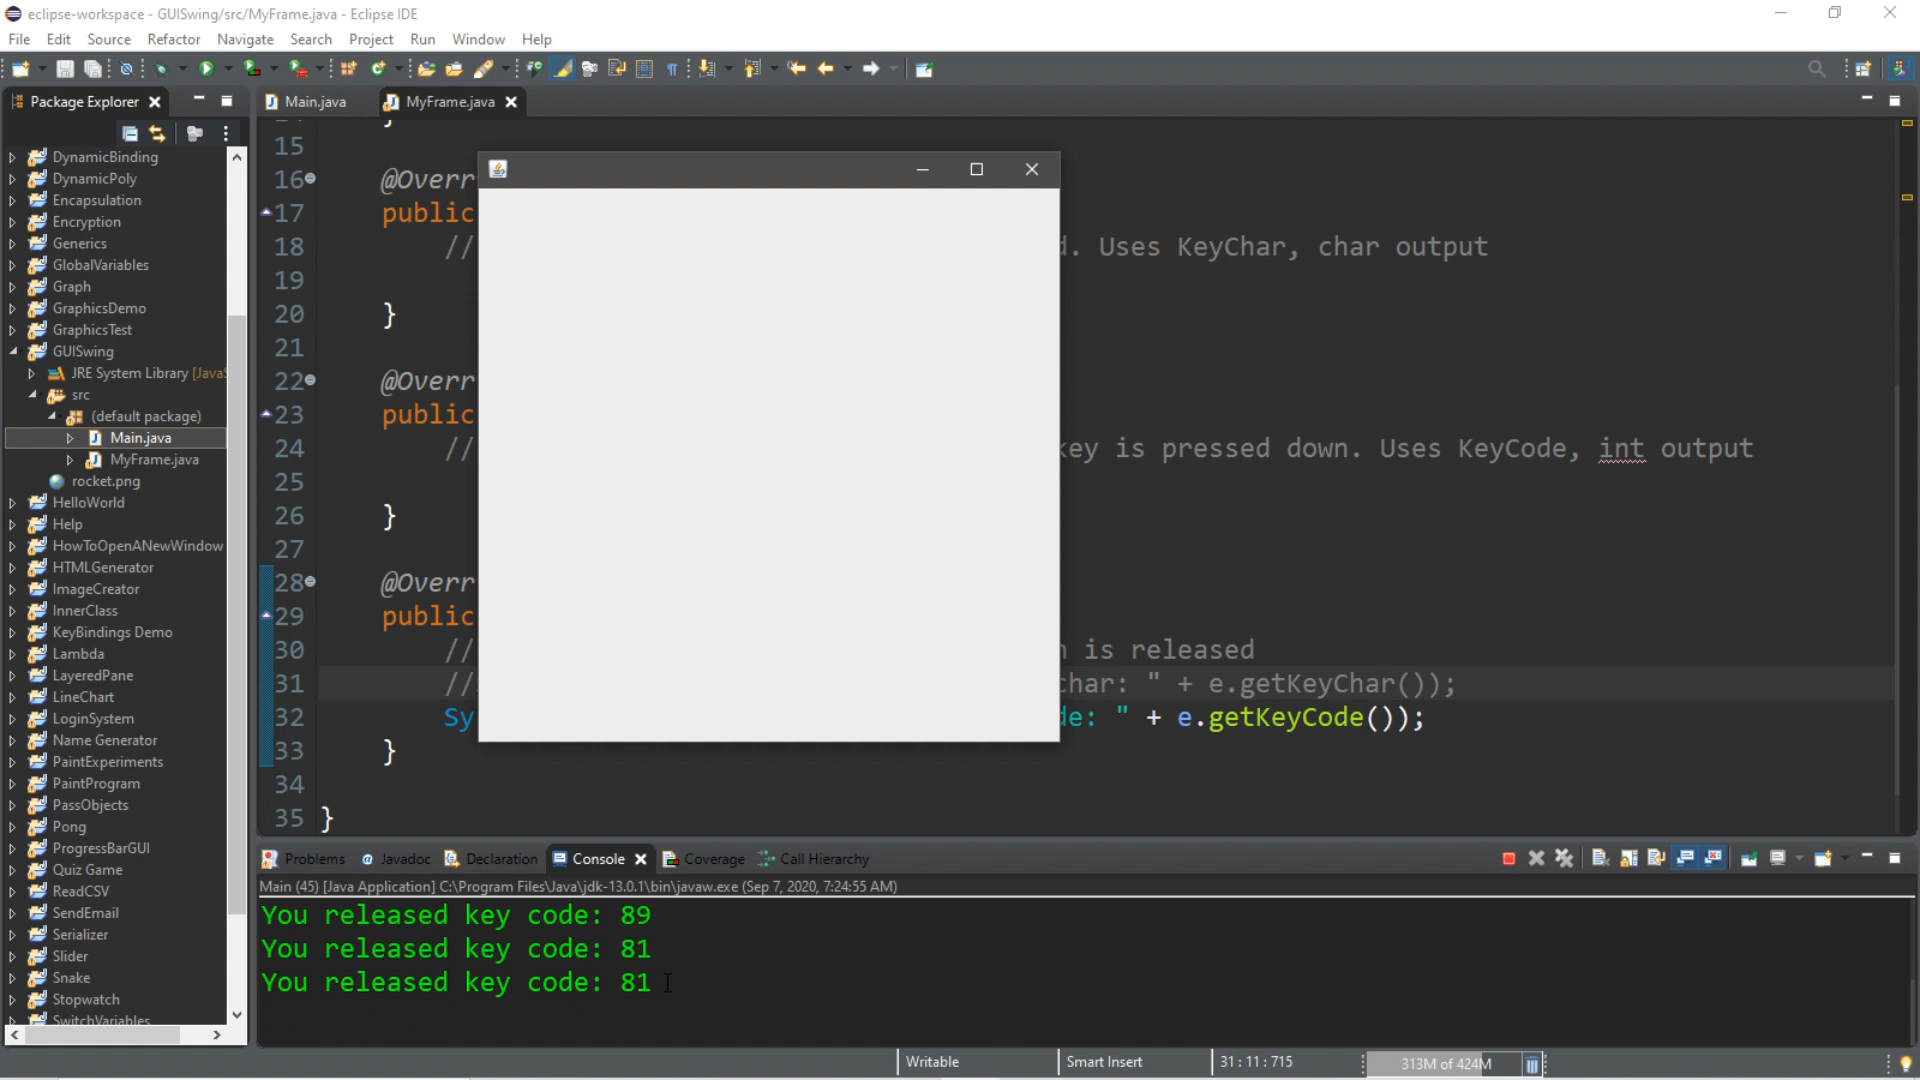 eclipse-workspace - GUISwing/src/MyFrame.java - Eclipse IDE
File Edit Source Refactor Navigate Search Project Run Window Help
Package Explorer
Main.java
MyFrame.java
DynamicBinding
DynamicPoly
Encapsulation
Encryption
Generics
GlobalVariables
Graph
GraphicsDemo
GraphicsTest
GUISwing
JRE System Library [JavaS
src
(default package)
Main.java
MyFrame.java
rocket.png
HelloWorld
Help
HowToOpenANewWindow
HTMLGenerator
ImageCreator
InnerClass
KeyBindings Demo
Lambda
LayeredPane
LineChart
LoginSystem
Name Generator
PaintExperiments
PaintProgram
PassObjects
Pong
ProgressBarGUI
Quiz Game
ReadCSV
SendEmail
Serializer
Slider
Snake
Stopwatch
SwitchVariables
15
16 @Overr
17 public
18 // d. Uses KeyChar, char output
19
20 }
21
22 @Overr
23 public
24 // key is pressed down. Uses KeyCode, int output
25
26 }
27
28 @Overr
29 public
30 // n is released
31 // char: " + e.getKeyChar());
32 Sy de: " + e.getKeyCode());
33 }
34
35 }
Problems @ Javadoc Declaration Console Coverage Call Hierarchy
Main (45) [Java Application] C:\Program Files\Java\jdk-13.0.1\bin\javaw.exe (Sep 7, 2020, 7:24:55 AM)
You released key code: 89
You released key code: 81
You released key code: 81
Writable Smart Insert 31 : 11 : 715 313M of 424M